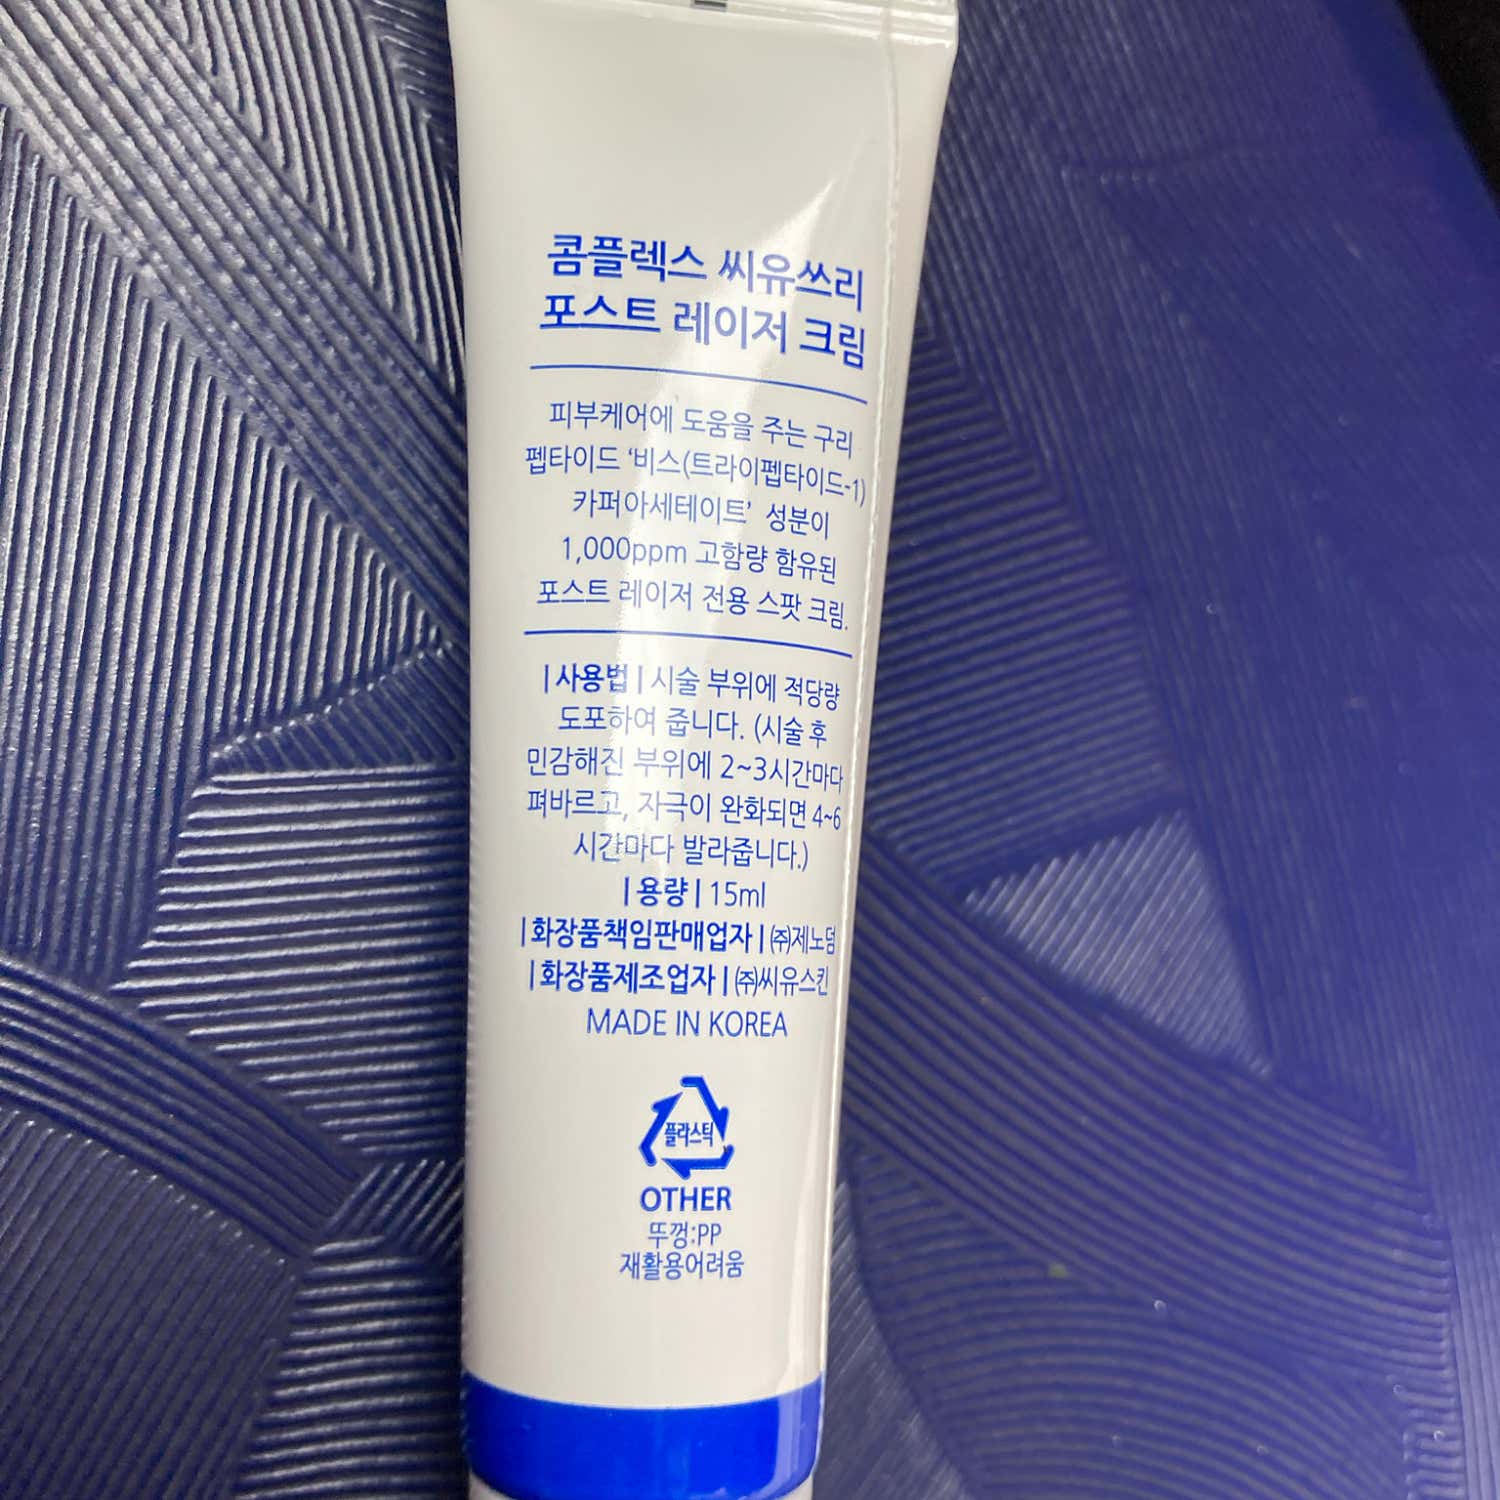 콤플렉스 씨유쓰리
포스트 레이저 크림
피부케어에 도움을 주는 구리
펩타이드 ‘비스(트라이펩타이드-1)
카퍼아세테이트’ 성분이
1,000ppm 고함량 함유된
포스트 레이저 전용 스팟 크림.
| 사용법 | 시술 부위에 적당량
도포하여 줍니다. (시술 후
민감해진 부위에 2~3시간마다
펴바르고, 자극이 완화되면 4~6
시간마다 발라줍니다.)
| 용량 | 15ml
| 화장품책임판매업자 | ㈜제노덤
| 화장품제조업자 | ㈜씨유스킨
MADE IN KOREA
플라스틱
OTHER
뚜껑:PP
재활용어려움